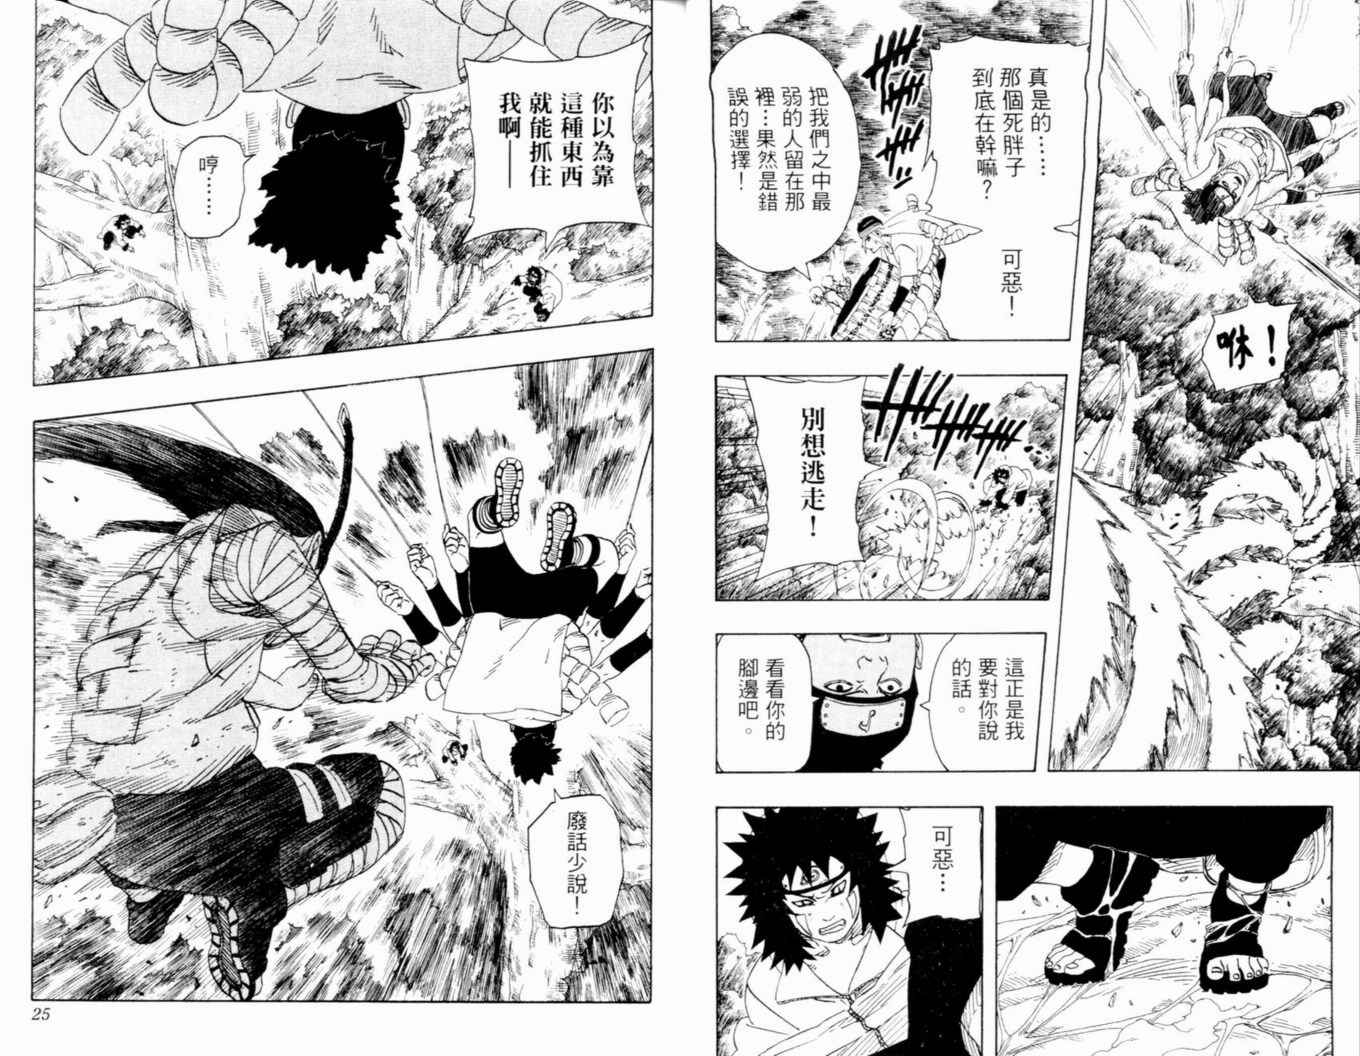 咻！
真是的……
那個死胖子
到底在幹嘛？
可惡！
把我們之中最
弱的人留在那
裡…果然是錯
誤的選擇！
別想逃走！
這正是我
要對你說
的話。
看看你的
腳邊吧。
可惡…
你以為靠
這種東西
就能抓住
我啊——
哼……
廢話少說！
25